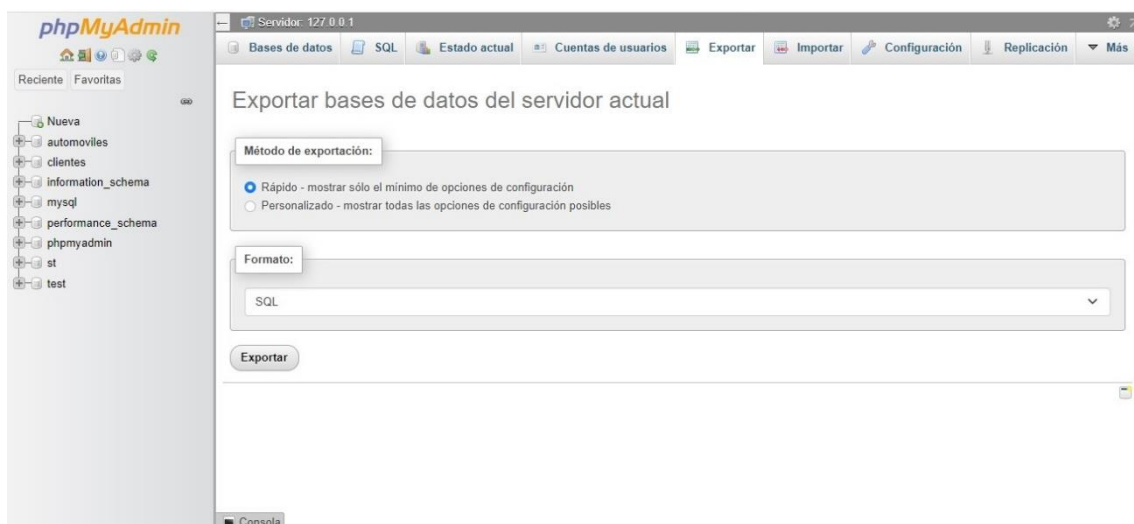 phpMyAdmin
Reciente Favoritas
Nueva
automoviles
clientes
information_schema
mysql
performance_schema
phpmyadmin
st
test
Servidor: 127.0.0.1
Bases de datos SQL Estado actual Cuentas de usuarios Exportar Importar Configuración Replicación Más
Exportar bases de datos del servidor actual
Método de exportación:
Rápido - mostrar sólo el mínimo de opciones de configuración
Personalizado - mostrar todas las opciones de configuración posibles
Formato:
SQL
Exportar
Consola